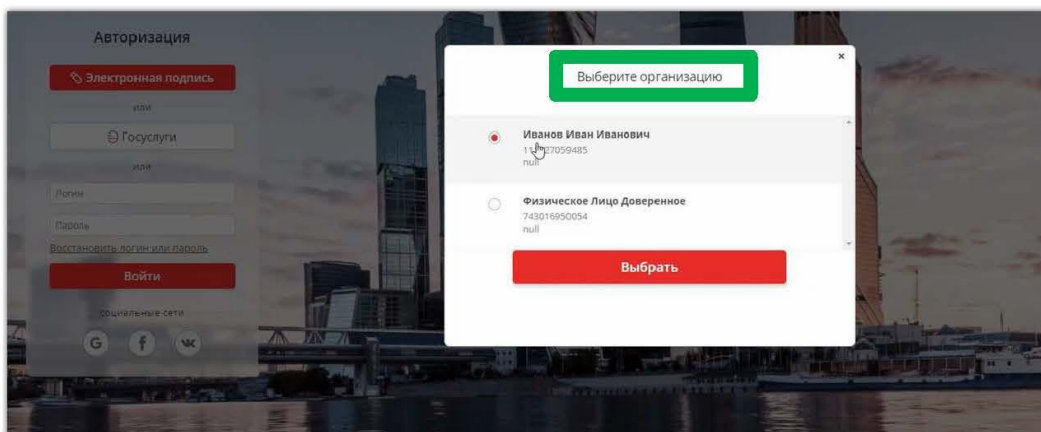 Авторизация
Электронная подпись
или
Госуслуги
или
Логин
Пароль
Восстановить логин или пароль
Войти
социальные сети
G f
×
Выберите организацию
Иванов Иван Иванович
27059485
null
Физическое Лицо Доверенное
743016950054
null
Выбрать